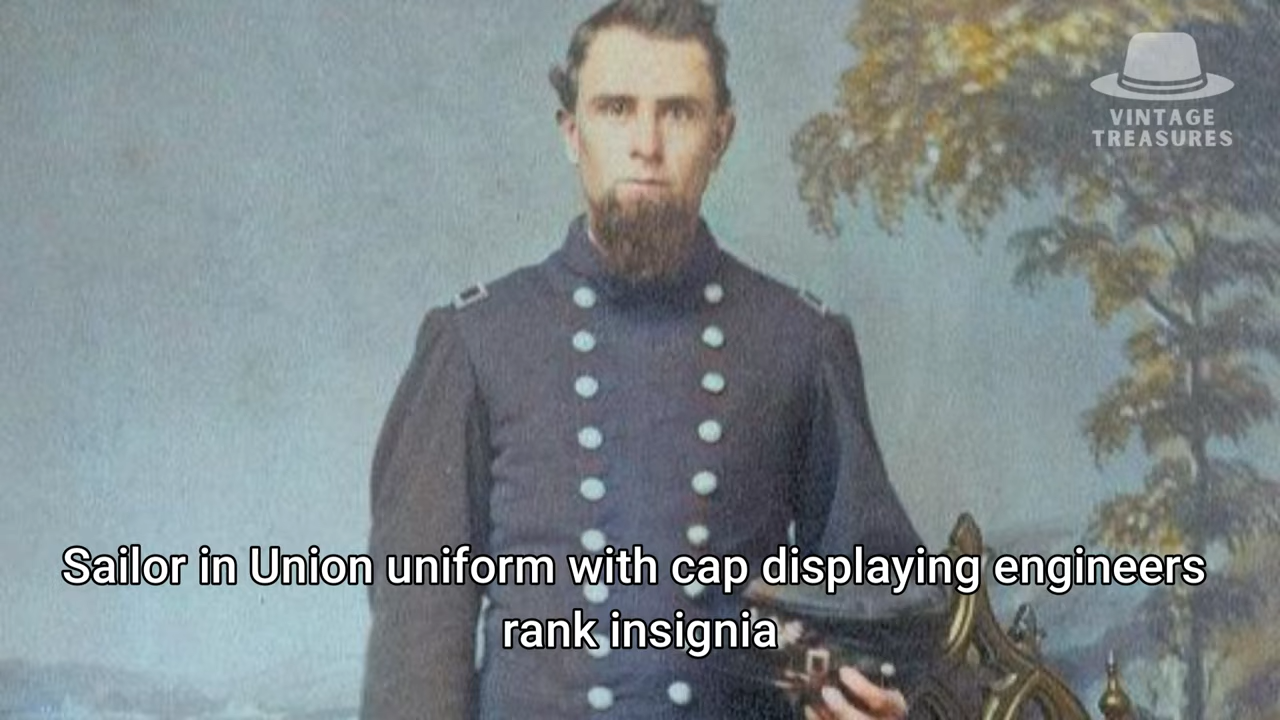 VINTAGE
TREASURES
Sailor in Union uniform with cap displaying engineers
rank insignia